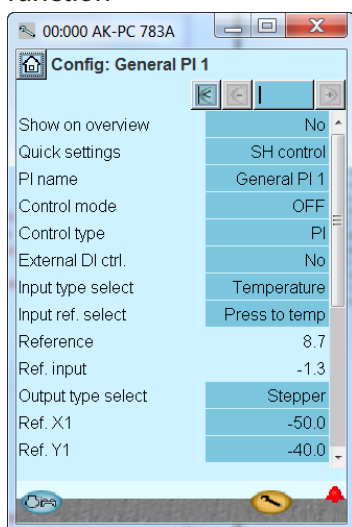 00:000 AK-PC 783A
Config: General PI 1
Show on overview No
Quick settings SH control
PI name General PI 1
Control mode OFF
Control type PI
External DI ctrl. No
Input type select Temperature
Input ref. select Press to temp
Reference 8.7
Ref. input -1.3
Output type select Stepper
Ref. X1 -50.0
Ref. Y1 -40.0